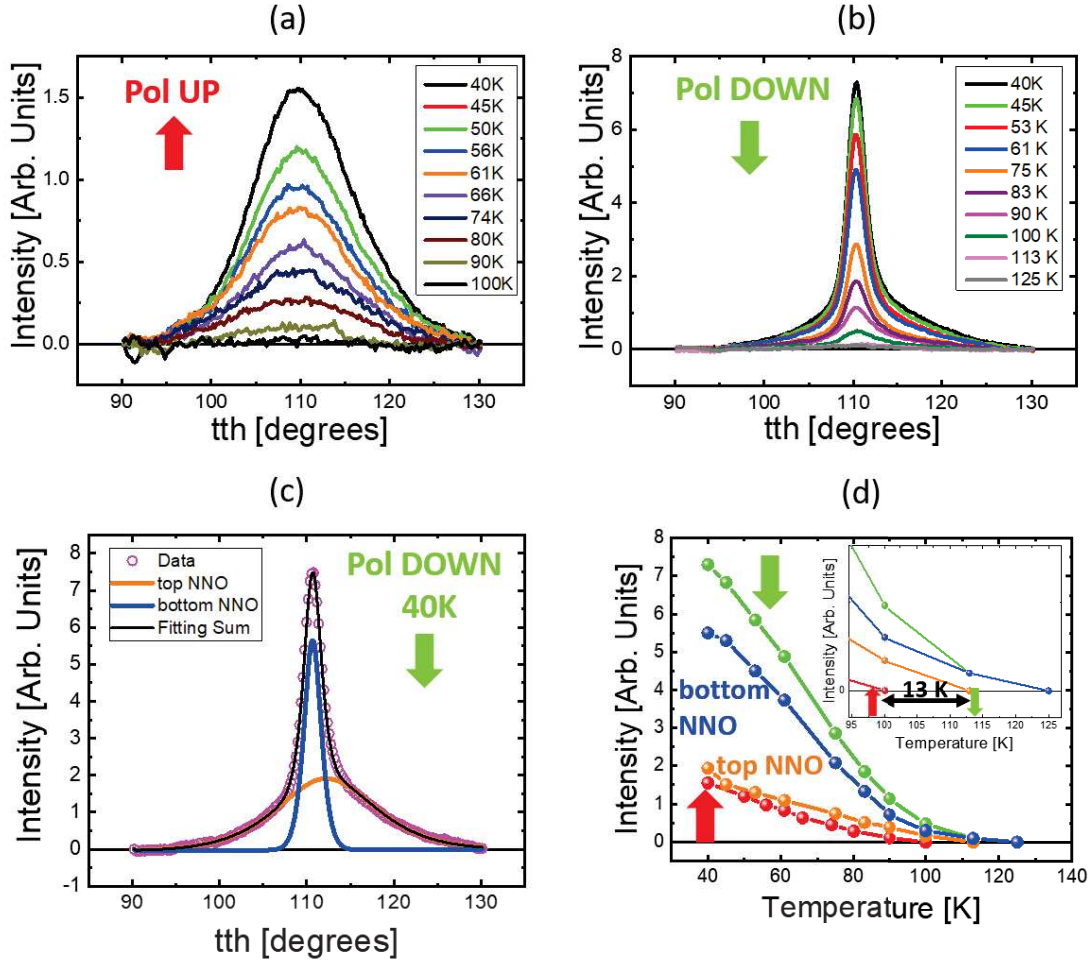 (a)
Intensity [Arb. Units]
1.5
1.0
0.5
0.0
Pol UP
40K
45K
50K
56K
61K
66K
74K
80K
90K
100K
90 100 110 120 130
tth [degrees]
(b)
Intensity [Arb. Units]
8
6
4
2
0
Pol DOWN
40K
45K
53 K
61 K
75 K
83 K
90 K
100 K
113 K
125 K
90 100 110 120 130
tth [degrees]
(c)
Intensity [Arb. Units]
8
7
6
5
4
3
2
1
0
-1
Data
top NNO
bottom NNO
Fitting Sum
Pol DOWN
40K
90 100 110 120 130
tth [degrees]
(d)
Intensity [Arb. Units]
8
7
6
5
4
3
2
1
0
bottom
NNO
top NNO
Intensity [Arb. Units]
0
13 K
95 100 105 110 115 120 125
Temperature [K]
40 60 80 100 120 140
Temperature [K]